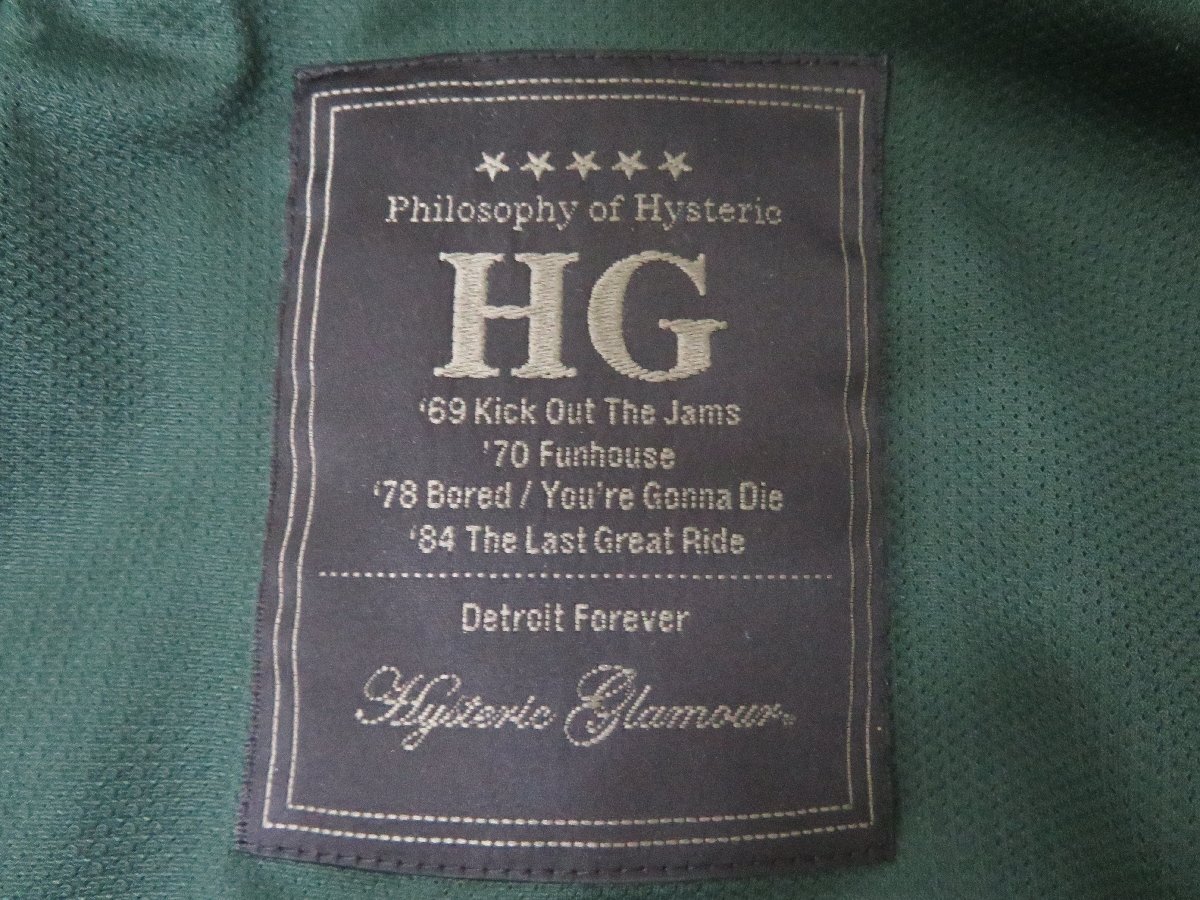 Philosophy of Hysteric
HG
‘69 Kick Out The Jams
'70 Funhouse
‘78 Bored / You're Gonna Die
‘84 The Last Great Ride
Detroit Forever
Hysteric Glamour®